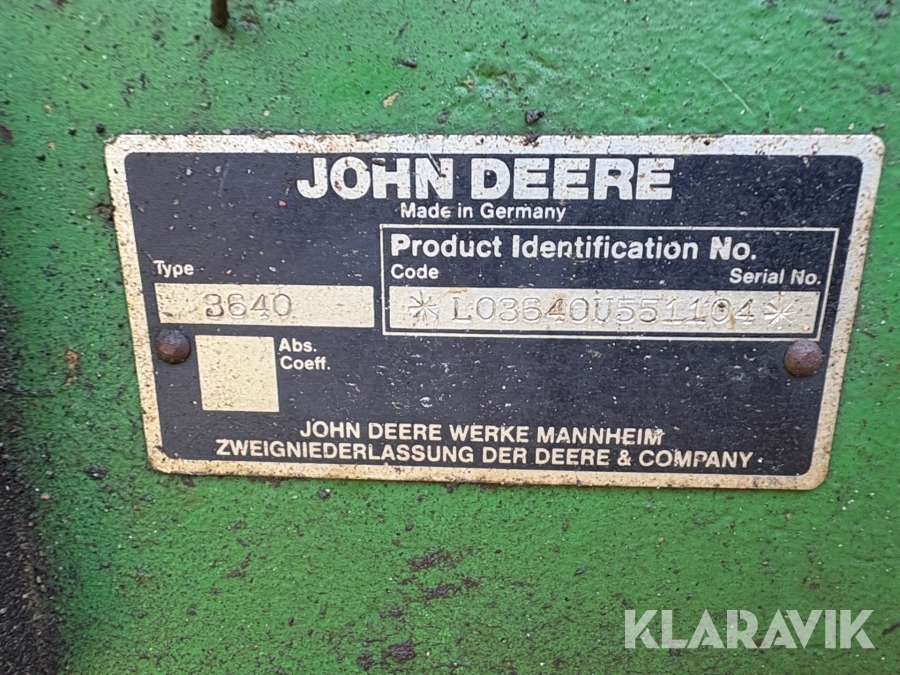 JOHN DEERE
Made in Germany
Product Identification No.
Type
Code
Serial No.
3640
*L03640U551104*
Abs.
Coeff.
JOHN DEERE WERKE MANNHEIM
ZWEIGNIEDERLASSUNG DER DEERE & COMPANY
KLARAVIK